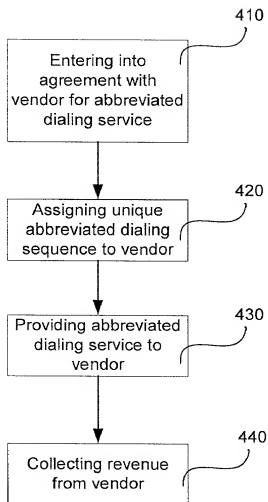 410
Entering into
agreement with
vendor for abbreviated
dialing service
420
Assigning unique
abbreviated dialing
sequence to vendor
430
Providing abbreviated
dialing service to
vendor
440
Collecting revenue
from vendor